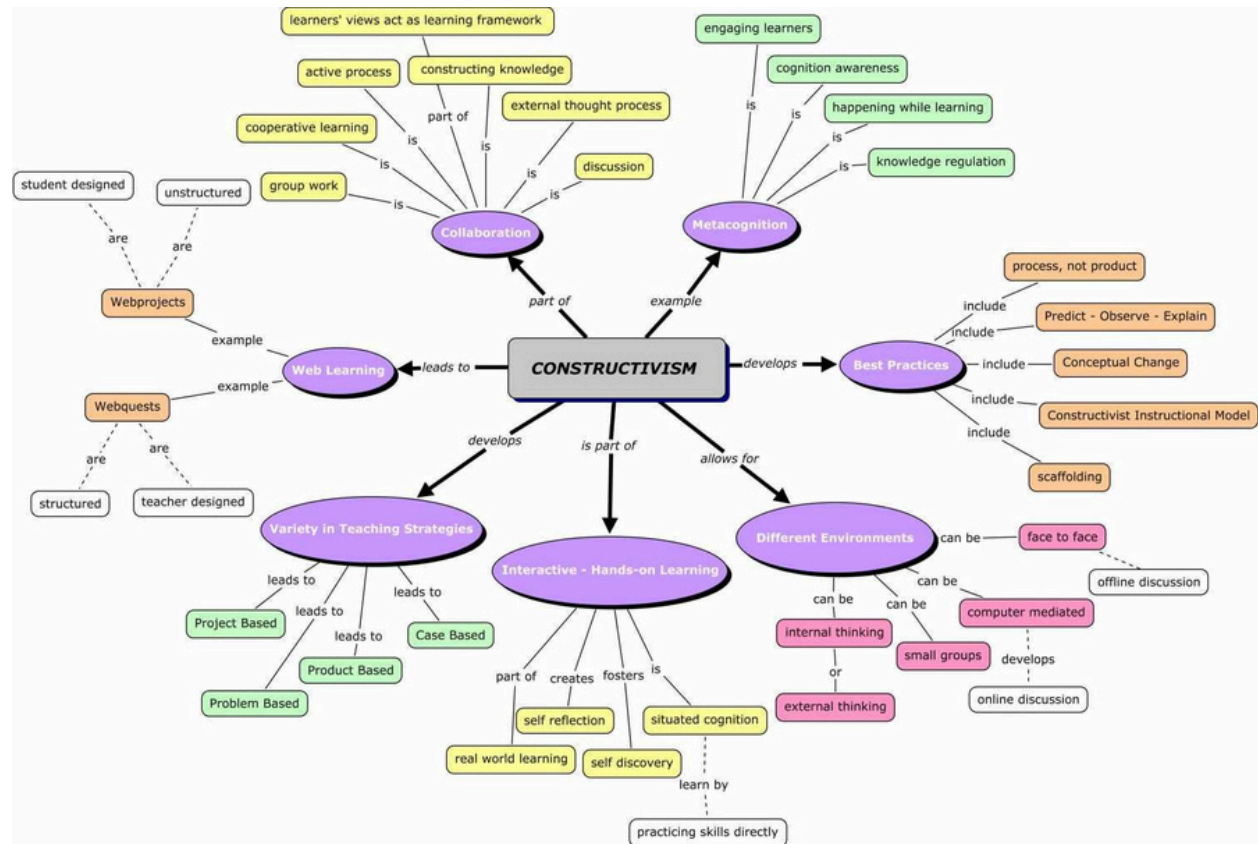 learners' views act as learning framework
engaging learners
active process
constructing knowledge
cognition awareness
part of
external thought process
is
happening while learning
cooperative learning
is
is
is
is
is
discussion
is
knowledge regulation
student designed
unstructured
group work
is
is
is
is
Collaboration
Metacognition
are
are
process, not product
Webprojects
part of
example
include
Predict - Observe - Explain
include
example
Web Learning
leads to
CONSTRUCTIVISM
develops
Best Practices
include
Conceptual Change
example
Webquests
include
Constructivist Instructional Model
include
are
are
develops
is part of
allows for
scaffolding
structured
teacher designed
Variety in Teaching Strategies
Different Environments
can be
face to face
Interactive - Hands-on Learning
offline discussion
leads to
leads to
leads to
leads to
can be
can be
can be
computer mediated
Project Based
Case Based
internal thinking
small groups
Product Based
Problem Based
part of
creates
fosters
is
or
develops
external thinking
online discussion
self reflection
situated cognition
real world learning
self discovery
learn by
practicing skills directly